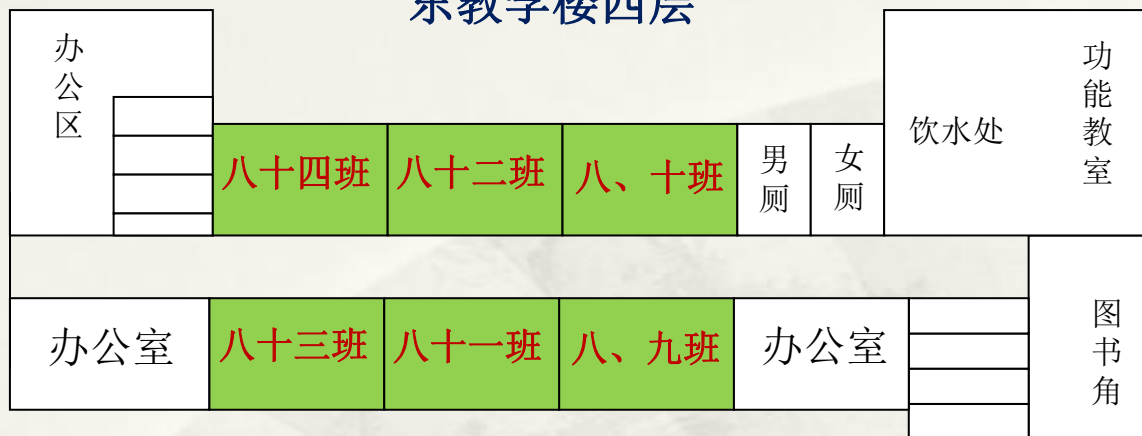 东教学楼四层
办公区
八十四班
八十二班
八、十班
男厕
女厕
饮水处
功能教室
办公室
八十三班
八十一班
八、九班
办公室
图书角